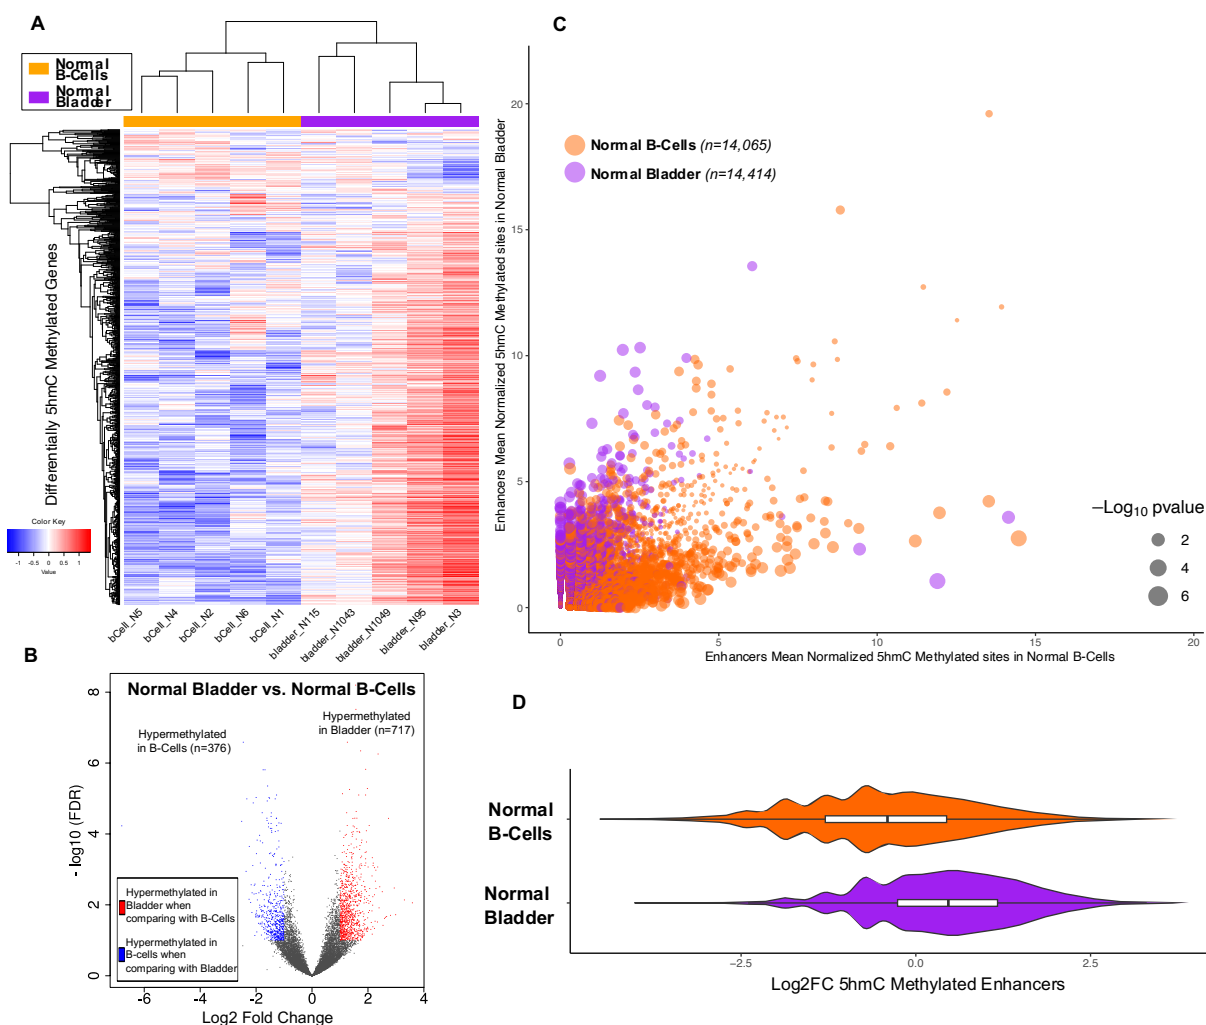 A
Normal
B-Cells
Normal
Bladder
Differentially 5hmC Methylated Genes
Color Key
-1 -0.5 0 0.5 1
Value
bCell_N5
bCell_N4
bCell_N2
bCell_N6
bCell_N1
bladder_N115
bladder_N1043
bladder_N1049
bladder_N95
bladder_N3
B
Normal Bladder vs. Normal B-Cells
Hypermethylated
in B-Cells (n=376)
Hypermethylated
in Bladder (n=717)
Hypermethylated in
Bladder when
comparing with B-Cells
Hypermethylated in
B-cells when
comparing with Bladder
- log10 (FDR)
8
6
4
2
0
-6 -4 -2 0 2 4
Log2 Fold Change
C
Enhancers Mean Normalized 5hmC Methylated sites in Normal Bladder
20
15
10
5
0
Normal B-Cells (n=14,065)
Normal Bladder (n=14,414)
−Log10 pvalue
2
4
6
0 5 10 15 20
Enhancers Mean Normalized 5hmC Methylated sites in Normal B-Cells
D
Normal
B-Cells
Normal
Bladder
−2.5 0.0 2.5
Log2FC 5hmC Methylated Enhancers